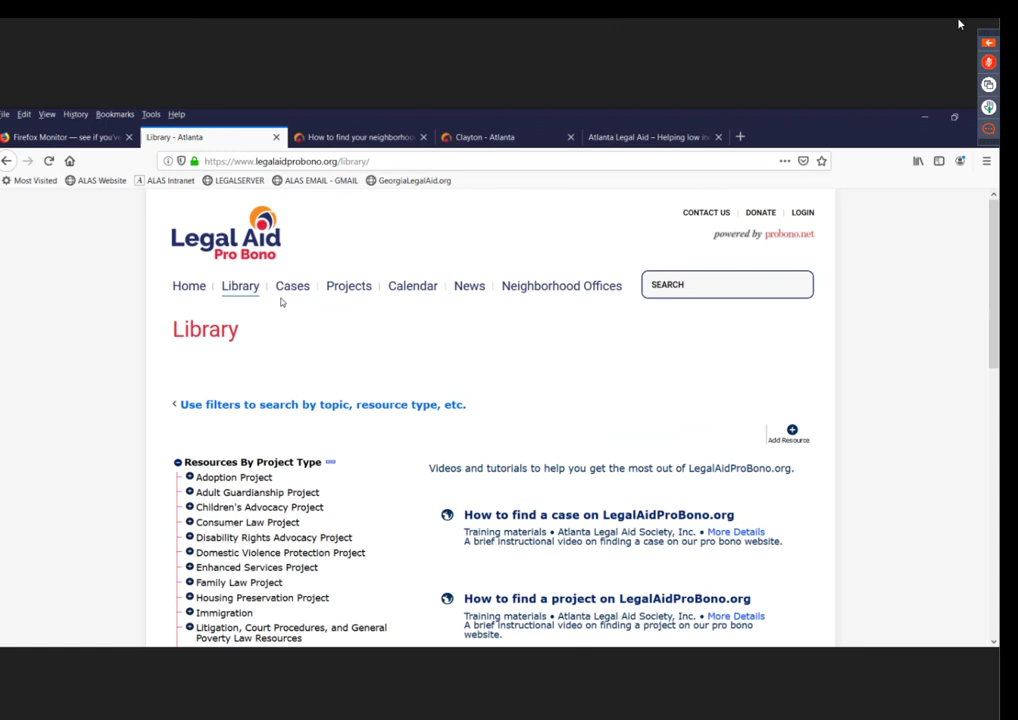 File Edit View History Bookmarks Tools Help
Firefox Monitor — see if you've
Library - Atlanta
How to find your neighborhoo
Clayton - Atlanta
Atlanta Legal Aid – Helping low in
https://www.legalaidprobono.org/library/
Most Visited
ALAS Website
ALAS Intranet
LEGALSERVER
ALAS EMAIL - GMAIL
GeorgiaLegalAid.org
Legal Aid
Pro Bono
CONTACT US
DONATE
LOGIN
powered by probono.net
Home
Library
Cases
Projects
Calendar
News
Neighborhood Offices
SEARCH
Library
Use filters to search by topic, resource type, etc.
Add Resource
Resources By Project Type
Adoption Project
Adult Guardianship Project
Children's Advocacy Project
Consumer Law Project
Disability Rights Advocacy Project
Domestic Violence Protection Project
Enhanced Services Project
Family Law Project
Housing Preservation Project
Immigration
Litigation, Court Procedures, and General
Poverty Law Resources
Videos and tutorials to help you get the most out of LegalAidProBono.org.
How to find a case on LegalAidProBono.org
Training materials • Atlanta Legal Aid Society, Inc. • More Details
A brief instructional video on finding a case on our pro bono website.
How to find a project on LegalAidProBono.org
Training materials • Atlanta Legal Aid Society, Inc. • More Details
A brief instructional video on finding a project on our pro bono
website.